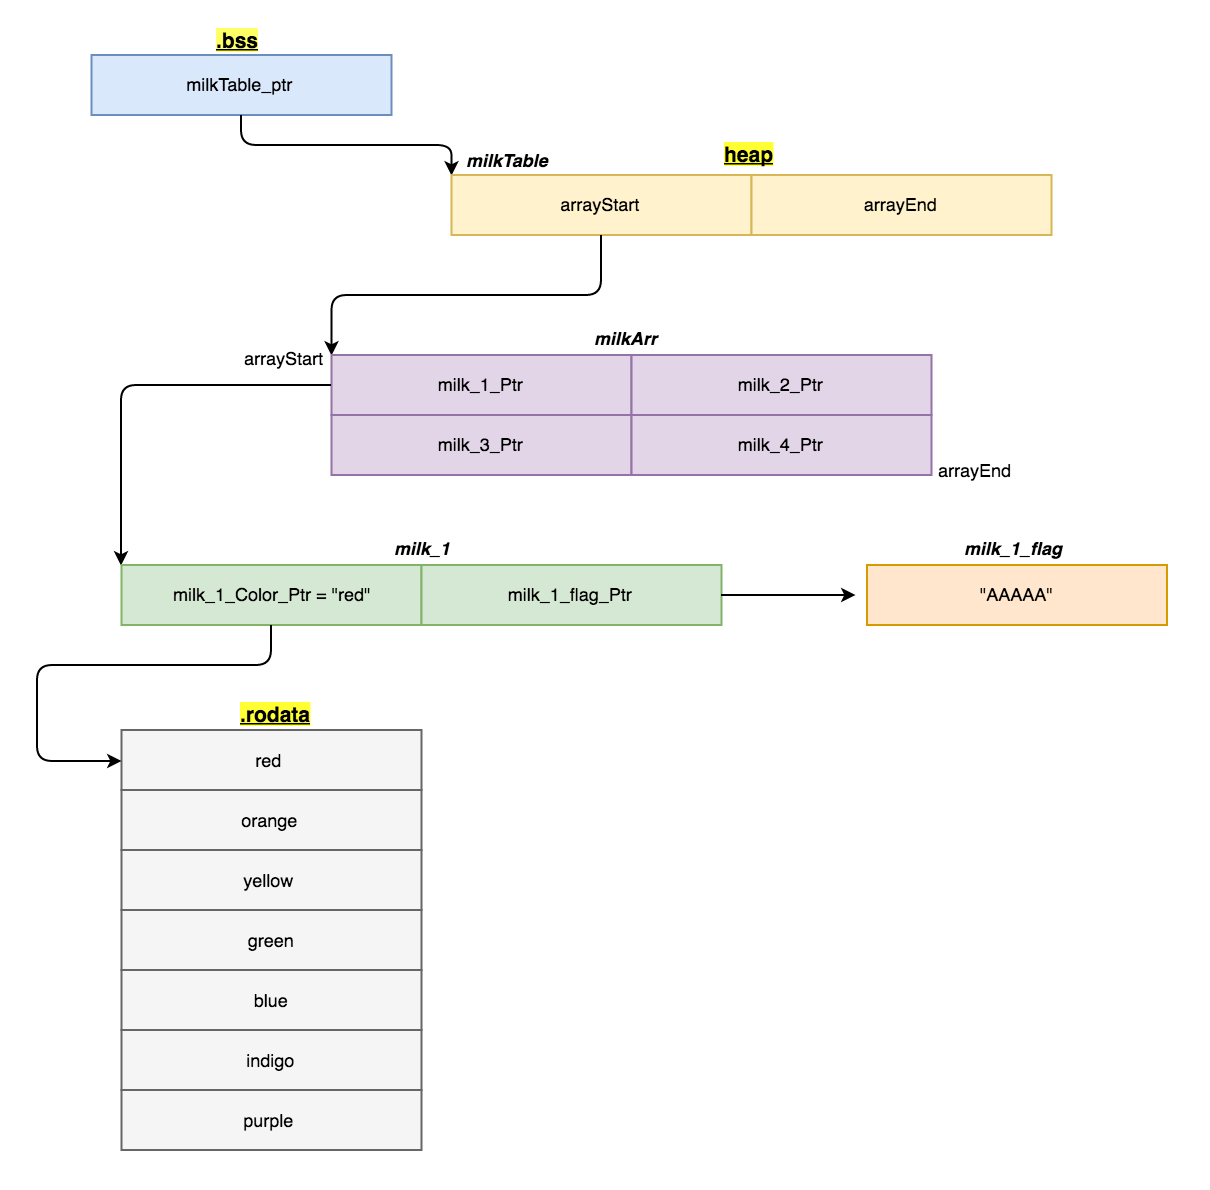 .bss
milkTable_ptr
milkTable
heap
arrayStart
arrayEnd
milkArr
arrayStart
milk_1_Ptr
milk_2_Ptr
milk_3_Ptr
milk_4_Ptr
arrayEnd
milk_1
milk_1_flag
milk_1_Color_Ptr = "red"
milk_1_flag_Ptr
"AAAAA"
.rodata
red
orange
yellow
green
blue
indigo
purple